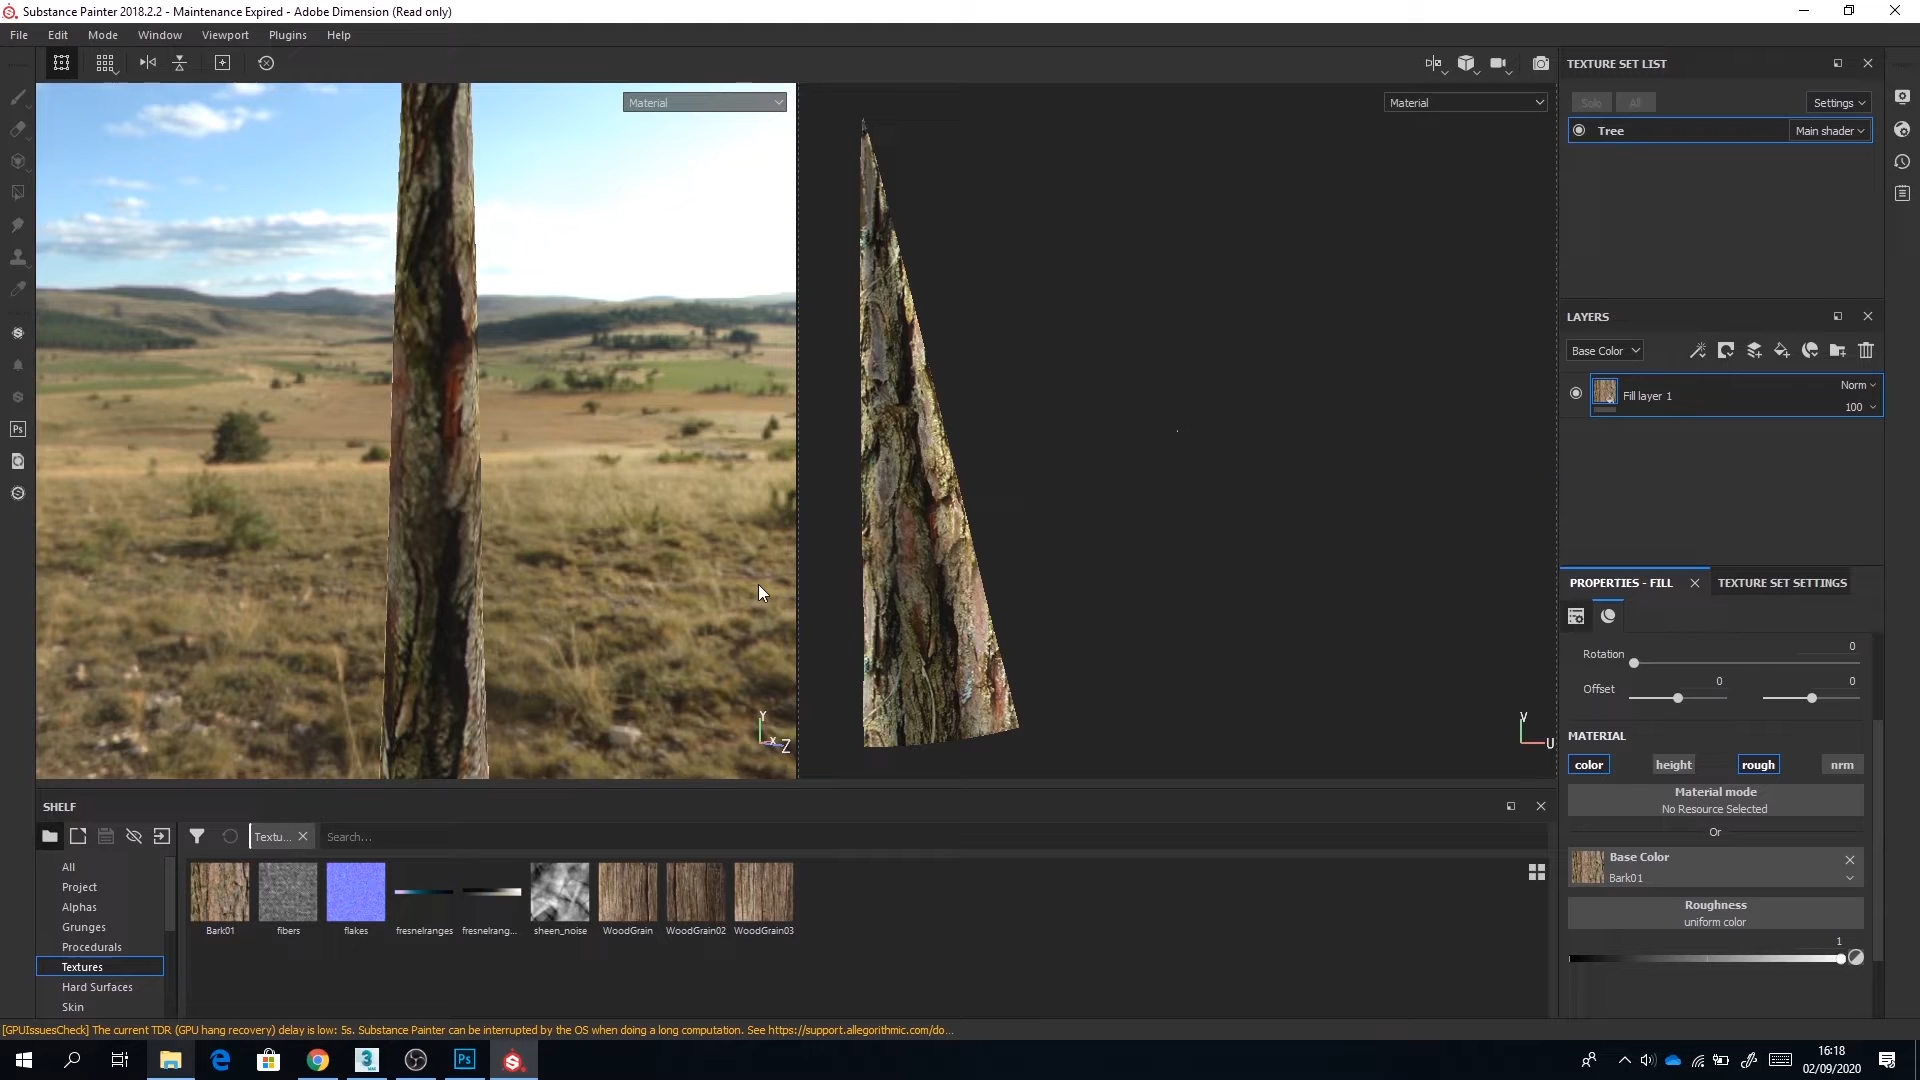 Substance Painter 2018.2.2 - Maintenance Expired - Adobe Dimension (Read only)
File Edit Mode Window Viewport Plugins Help
Material
Material
TEXTURE SET LIST
Solo All Settings
Tree Main shader
LAYERS
Base Color
Fill layer 1 Norm
100
PROPERTIES - FILL TEXTURE SET SETTINGS
Rotation 0
Offset 0 0
MATERIAL
color height rough nrm
Material mode
No Resource Selected
Or
Base Color
Bark01
Roughness
uniform color
1
Y
X Z
V
U
Ps
SHELF
Textu... Search...
All
Project
Alphas
Grunges
Procedurals
Textures
Hard Surfaces
Skin
Bark01 fibers flakes fresnelranges fresnelrang... sheen_noise WoodGrain WoodGrain02 WoodGrain03
[GPUIssuesCheck] The current TDR (GPU hang recovery) delay is low: 5s. Substance Painter can be interrupted by the OS when doing a long computation. See https://support.allegorithmic.com/do...
3
Ps
16:18
02/09/2020